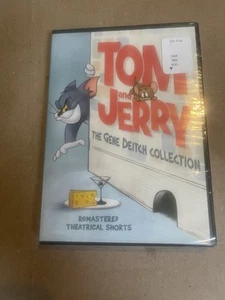 TOM
and
JERRY
THE GENE DEITCH COLLECTION
REMASTERED
THEATRICAL SHORTS